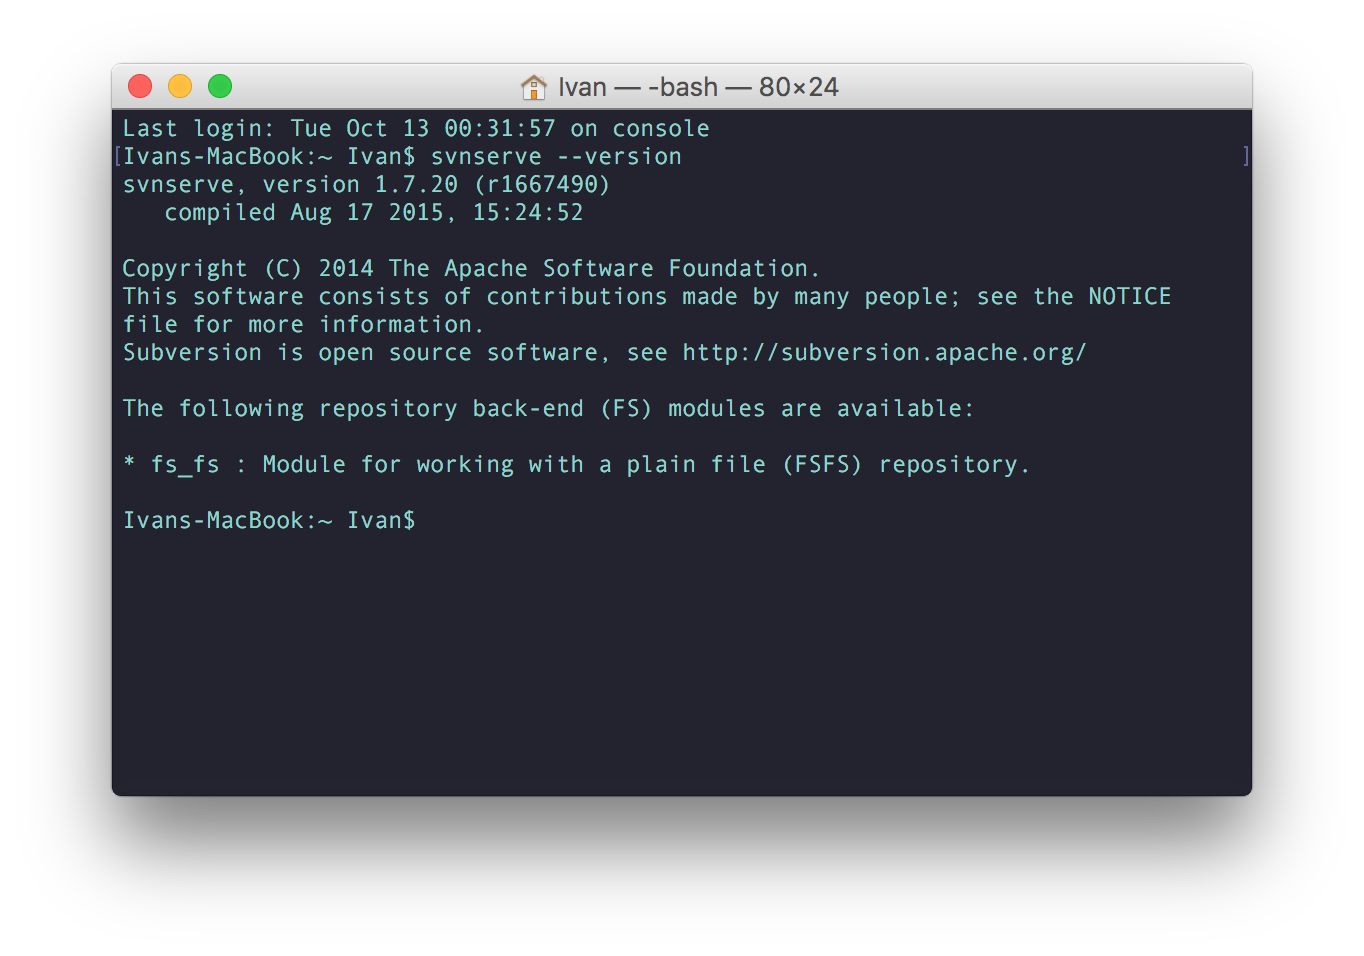 Ivan — -bash — 80×24
Last login: Tue Oct 13 00:31:57 on console
[Ivans-MacBook:~ Ivan$ svnserve --version ]
svnserve, version 1.7.20 (r1667490)
   compiled Aug 17 2015, 15:24:52
Copyright (C) 2014 The Apache Software Foundation.
This software consists of contributions made by many people; see the NOTICE
file for more information.
Subversion is open source software, see http://subversion.apache.org/
The following repository back-end (FS) modules are available:
* fs_fs : Module for working with a plain file (FSFS) repository.
Ivans-MacBook:~ Ivan$